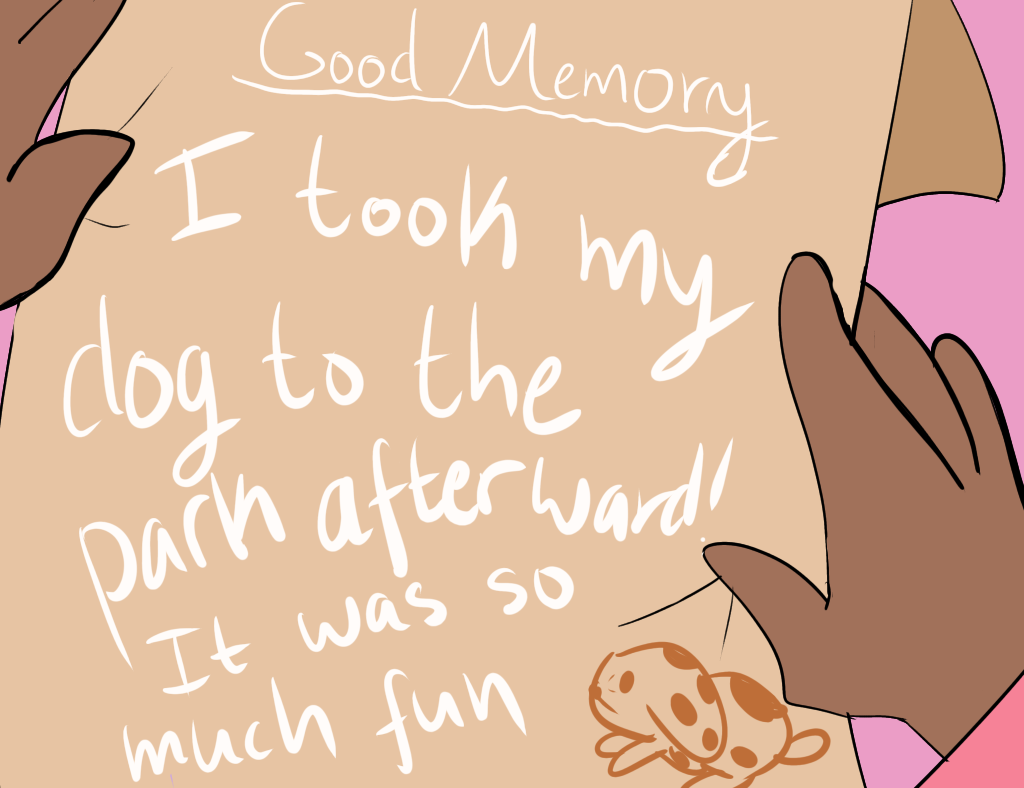 Good Memory
I took my
dog to the
park afterward!
It was so
much fun